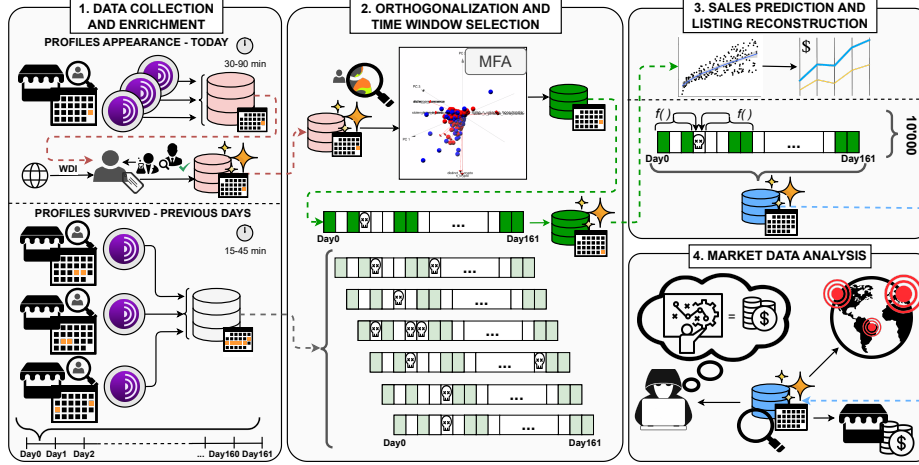 1. DATA COLLECTION
AND ENRICHMENT
PROFILES APPEARANCE - TODAY
30-90 min
WDI
PROFILES SURVIVED - PREVIOUS DAYS
15-45 min
Day0 Day1 Day2 ... Day160 Day161
2. ORTHOGONALIZATION AND
TIME WINDOW SELECTION
MFA
...
Day0 Day161
...
...
...
...
...
...
Day0 Day161
3. SALES PREDICTION AND
LISTING RECONSTRUCTION
$
f() f()
...
Day0 Day161
10'000
4. MARKET DATA ANALYSIS
=
$
$